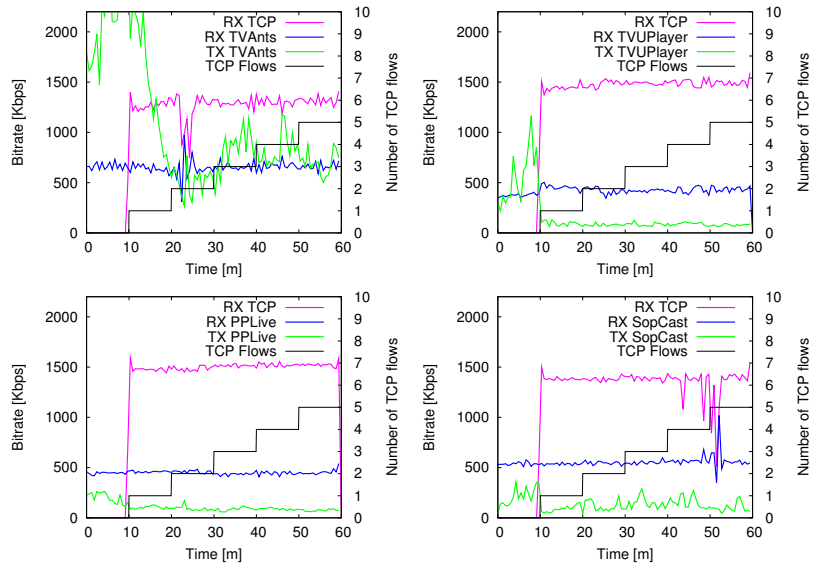 RX TCP
RX TVAnts
TX TVAnts
TCP Flows
Bitrate [Kbps]
2000
1500
1000
500
0
10
9
8
7
6
5
4
3
2
1
0
Number of TCP flows
0 10 20 30 40 50 60
Time [m]
RX TCP
RX TVUPlayer
TX TVUPlayer
TCP Flows
Bitrate [Kbps]
2000
1500
1000
500
0
10
9
8
7
6
5
4
3
2
1
0
Number of TCP flows
0 10 20 30 40 50 60
Time [m]
RX TCP
RX PPLive
TX PPLive
TCP Flows
Bitrate [Kbps]
2000
1500
1000
500
0
10
9
8
7
6
5
4
3
2
1
0
Number of TCP flows
0 10 20 30 40 50 60
Time [m]
RX TCP
RX SopCast
TX SopCast
TCP Flows
Bitrate [Kbps]
2000
1500
1000
500
0
10
9
8
7
6
5
4
3
2
1
0
Number of TCP flows
0 10 20 30 40 50 60
Time [m]